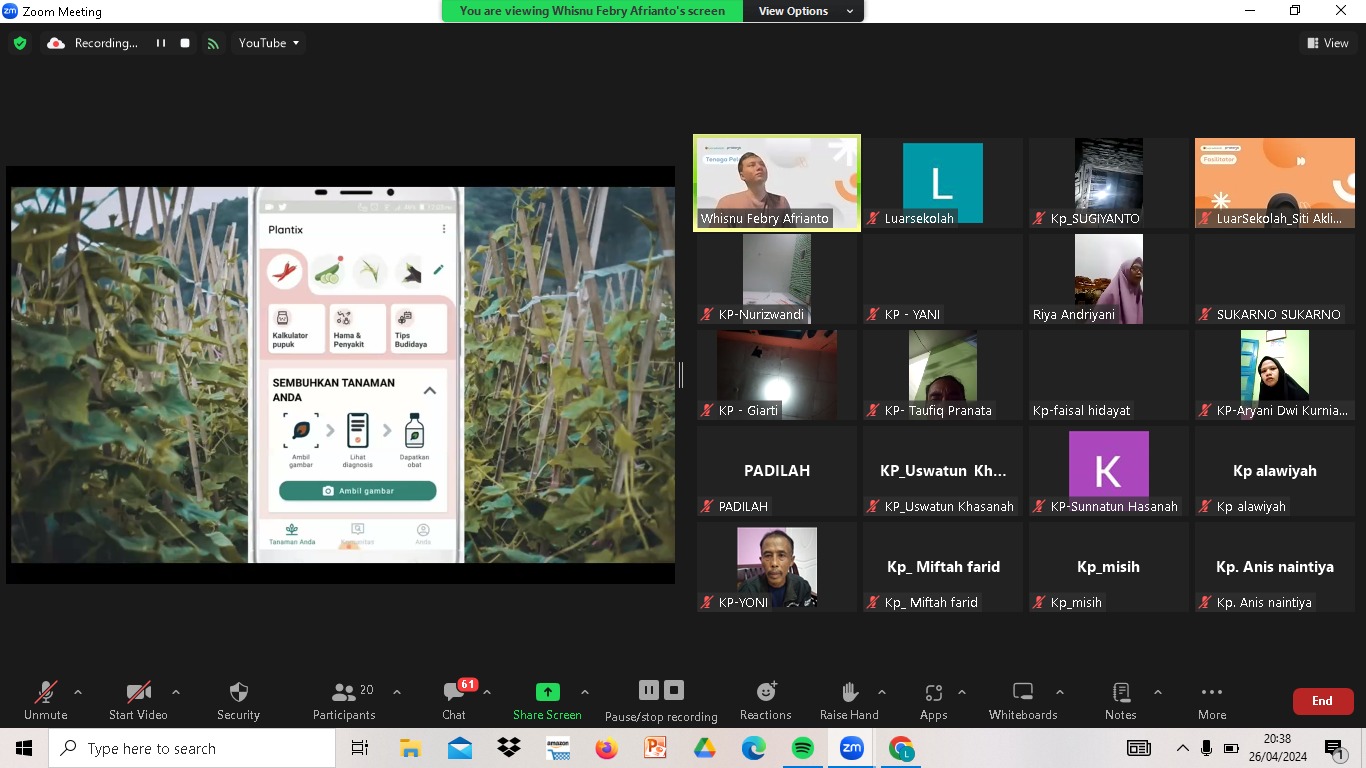 Zoom Meeting
You are viewing Whisnu Febry Afrianto's screen
View Options
Recording...
YouTube
View
Plantix
Kalkulator
pupuk
Hama &
Penyakit
Tips
Budidaya
SEMBUHKAN TANAMAN
ANDA
Ambil
gambar
Lihat
diagnosis
Dapatkan
obat
Ambil gambar
Tanaman Anda
Anda
Whisnu Febry Afrianto
L
Luarsekolah
Kp_SUGIYANTO
Fasilitator
LuarSekolah_Siti Akli...
KP-Nurizwandi
KP - YANI
Riya Andriyani
SUKARNO SUKARNO
KP - Giarti
KP- Taufiq Pranata
Kp-faisal hidayat
KP-Aryani Dwi Kurnia...
PADILAH
PADILAH
KP_Uswatun Kh...
KP_Uswatun Khasanah
K
KP-Sunnatun Hasanah
Kp alawiyah
Kp alawiyah
KP-YONI
Kp_ Miftah farid
Kp_ Miftah farid
Kp_misih
Kp_misih
Kp. Anis naintiya
Kp. Anis naintiya
Unmute
Start Video
Security
20
Participants
61
Chat
Share Screen
Pause/stop recording
Reactions
Raise Hand
Apps
Whiteboards
Notes
More
End
Type here to search
amazon
zm
L
20:38
26/04/2024
1